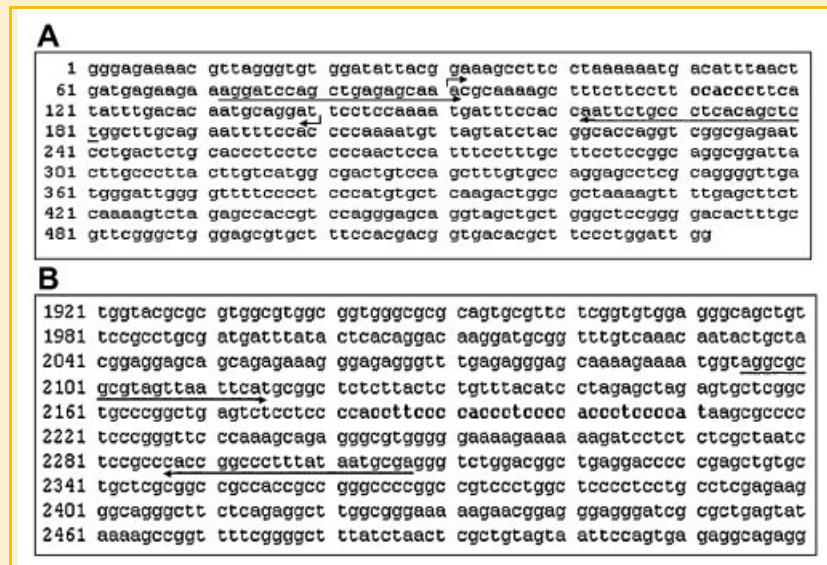 A
1 gggagaaaac gttagggtgt ggatattacg gaaagccttc ctaaaaaatg acatttaact
61 gatgagaaga aaggatccag ctgagagcaa acgcaaaagc tttcttcctt ccacccttca
121 tatttgacac aatgcaggat tcctccaaaa tgatttccac caattctgcc ctcacagctc
181 tggcttgcag aattttccac cccaaaatgt tagtatctac ggcaccaggt cggcgagaat
241 cctgactctg caccctcctc cccaactcca tttcctttgc ttcctccggc aggcggatta
301 cttgccctta cttgtcatgg cgactgtcca gctttgtgcc aggagcctcg caggggttga
361 tgggattggg gttttcccct cccatgtgct caagactggc gctaaaagtt ttgagcttct
421 caaaagtcta gagccaccgt ccagggagca ggtagctgct gggctccggg gacactttgc
481 gttcgggctg ggagcgtgct ttccacgacg gtgacacgct tccctggatt gg
B
1921 tggtacgcgc gtggcgtggc ggtgggcgcg cagtgcgttc tcggtgtgga gggcagctgt
1981 tccgcctgcg atgatttata ctcacaggac aaggatgcgg tttgtcaaac aatactgcta
2041 cggaggagca gcagagaaag ggagagggtt tgagagggag caaaagaaaa tggtaggcgc
2101 gcgtagttaa ttcatgcggc tctcttactc tgtttacatc ctagagctag agtgctcggc
2161 tgcccggctg agtctcctcc ccaccttccc caccctcccc accctcccca taagcgcccc
2221 tcccgggttc ccaaagcaga gggcgtgggg gaaaagaaaa aagatcctct ctcgctaatc
2281 tccgcccacc ggccctttat aatgcgaggg tctggacggc tgaggacccc cgagctgtgc
2341 tgctcgcggc cgccaccgcc gggccccggc cgtccctggc tcccctcctg cctcgagaag
2401 ggcagggctt ctcagaggct tggcgggaaa aagaacggag ggagggatcg cgctgagtat
2461 aaaagccggt tttcggggct ttatctaact cgctgtagta attccagtga gaggcagagg